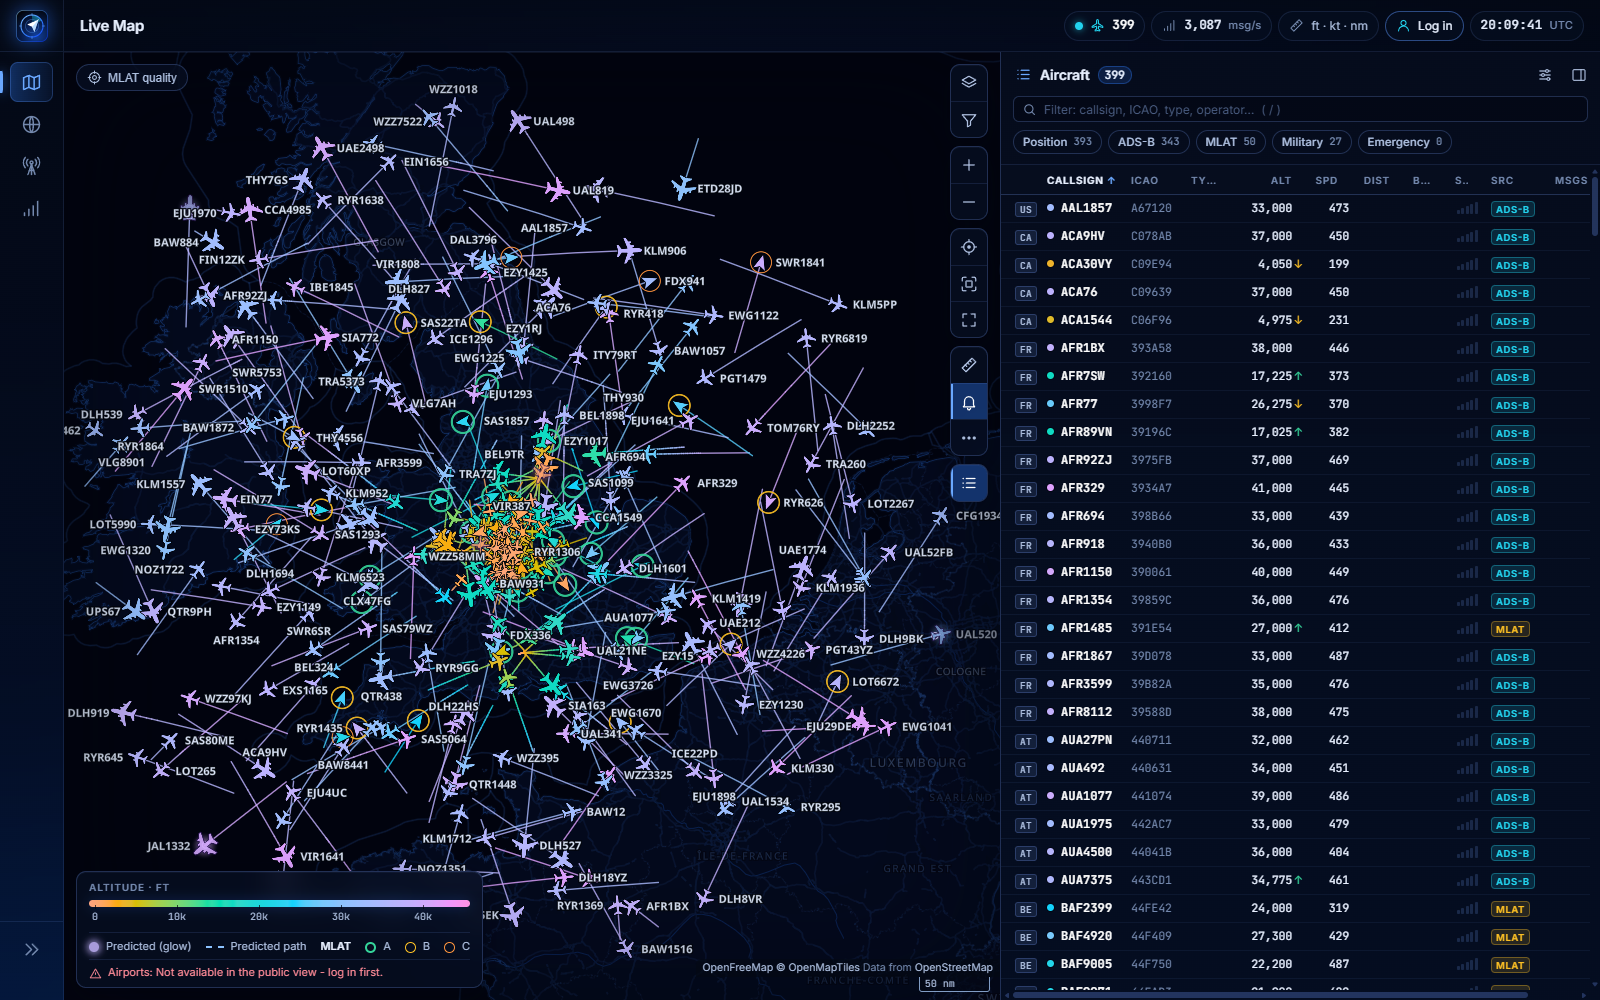 Live Map
399
3,087 msg/s
ft · kt · nm
Log in
20:09:41 UTC
MLAT quality
WZZ1018
WZZ7522
UAL498
UAE2498
EIN1656
THY7GS
UAL819
ETD28JD
RYR1638
EJU1970
CCA4985
AAL1857
BAW884
GLASGOW
DAL3796
KLM906
FIN12ZK
VIR1808
EZY1425
SWR1841
IBE1845
DLH827
FDX941
AFR92ZJ
ACA76
RYR418
EWG1122
KLM5PP
SAS22TA
EZY1RJ
AFR1150
SIA772
ICE1296
RYR6819
EWG1225
ITY79RT
BAW1057
SWR5753
TRA5373
PGT1479
SWR1510
EJU1293
THY930
VLG7AH
DLH539
SAS1857
BEL1898
EJU1641
462
BAW1872
TOM76RY
DLH2252
RYR1864
THY4556
EZY1017
VLG8901
AFR3599
BEL9TR
AFR694
TRA260
LOT60XP
TRA77J
KLM1557
EIN77
KLM952
SAS1099
AFR329
RYR626
LOT2267
VIR387
CCA1549
CFG1934
LOT5990
EZY73KS
SAS1293
EWG1320
WZZ58MM
RYR1306
UAE1774
UAL52FB
NOZ1722
DLH1694
KLM6523
DLH1601
BAW931
KLM1936
UPS67
QTR9PH
EZY1149
CLX47FG
KLM1419
AFR1354
SWR6SR
SAS79WZ
AUA1077
UAE212
FDX336
DLH9BK
UAL520
UAL21NE
EZY15
WZZ4226
PGT43YZ
BEL324
RYR9GG
COLOGNE
EXS1165
QTR438
EWG3726
LOT6672
WZZ97KJ
DLH22HS
SIA163
EZY1230
DLH919
RYR1435
EWG1670
EJU29DE
EWG1041
SAS80ME
SAS5064
UAL341
RYR645
ACA9HV
BAW8441
WZZ395
ICE22PD
LUXEMBOURG
LOT265
WZZ3325
KLM330
EJU4UC
QTR1448
EJU1898
UAL1534
RYR295
SAARLAND
BAW12
JAL1332
KLM1712
DLH527
VIR1641
ÎLE-DE-FRANCE
NOZ1351
GRAND EST
DLH18YZ
SEK
RYR1369
AFR1BX
DLH8VR
BAW1516
FRANCHE-COMTÉ
ALTITUDE · FT
0 10k 20k 30k 40k
Predicted (glow) Predicted path MLAT A B C
Airports: Not available in the public view - log in first.
OpenFreeMap © OpenMapTiles Data from OpenStreetMap
50 nm
Aircraft 399
Filter: callsign, ICAO, type, operator... ( / )
Position 393 ADS-B 343 MLAT 50 Military 27 Emergency 0
CALLSIGN ↑ ICAO TY... ALT SPD DIST B... S.. SRC MSGS
US AAL1857 A67120 33,000 473 ADS-B
CA ACA9HV C078AB 37,000 450 ADS-B
CA ACA30VY C09E94 4,050↓ 199 ADS-B
CA ACA76 C09639 37,000 450 ADS-B
CA ACA1544 C06F96 4,975↓ 231 ADS-B
FR AFR1BX 393A58 38,000 446 ADS-B
FR AFR7SW 392160 17,225↑ 373 ADS-B
FR AFR77 3998F7 26,275↓ 370 ADS-B
FR AFR89VN 39196C 17,025↑ 382 ADS-B
FR AFR92ZJ 3975FB 37,000 469 ADS-B
FR AFR329 3934A7 41,000 445 ADS-B
FR AFR694 398B66 33,000 439 ADS-B
FR AFR918 3940B0 36,000 433 ADS-B
FR AFR1150 390061 40,000 449 ADS-B
FR AFR1354 39859C 36,000 476 ADS-B
FR AFR1485 391E54 27,000↑ 412 MLAT
FR AFR1867 39D078 33,000 487 ADS-B
FR AFR3599 39B82A 35,000 476 ADS-B
FR AFR8112 39588D 38,000 475 ADS-B
AT AUA27PN 440711 32,000 462 ADS-B
AT AUA492 440631 34,000 451 ADS-B
AT AUA1077 441074 39,000 486 ADS-B
AT AUA1975 442AC7 33,000 479 ADS-B
AT AUA4500 44041B 36,000 404 ADS-B
AT AUA7375 443CD1 34,775↑ 461 ADS-B
BE BAF2399 44FE42 24,000 319 MLAT
BE BAF4920 44F409 27,300 429 MLAT
BE BAF9005 44F750 22,200 487 MLAT